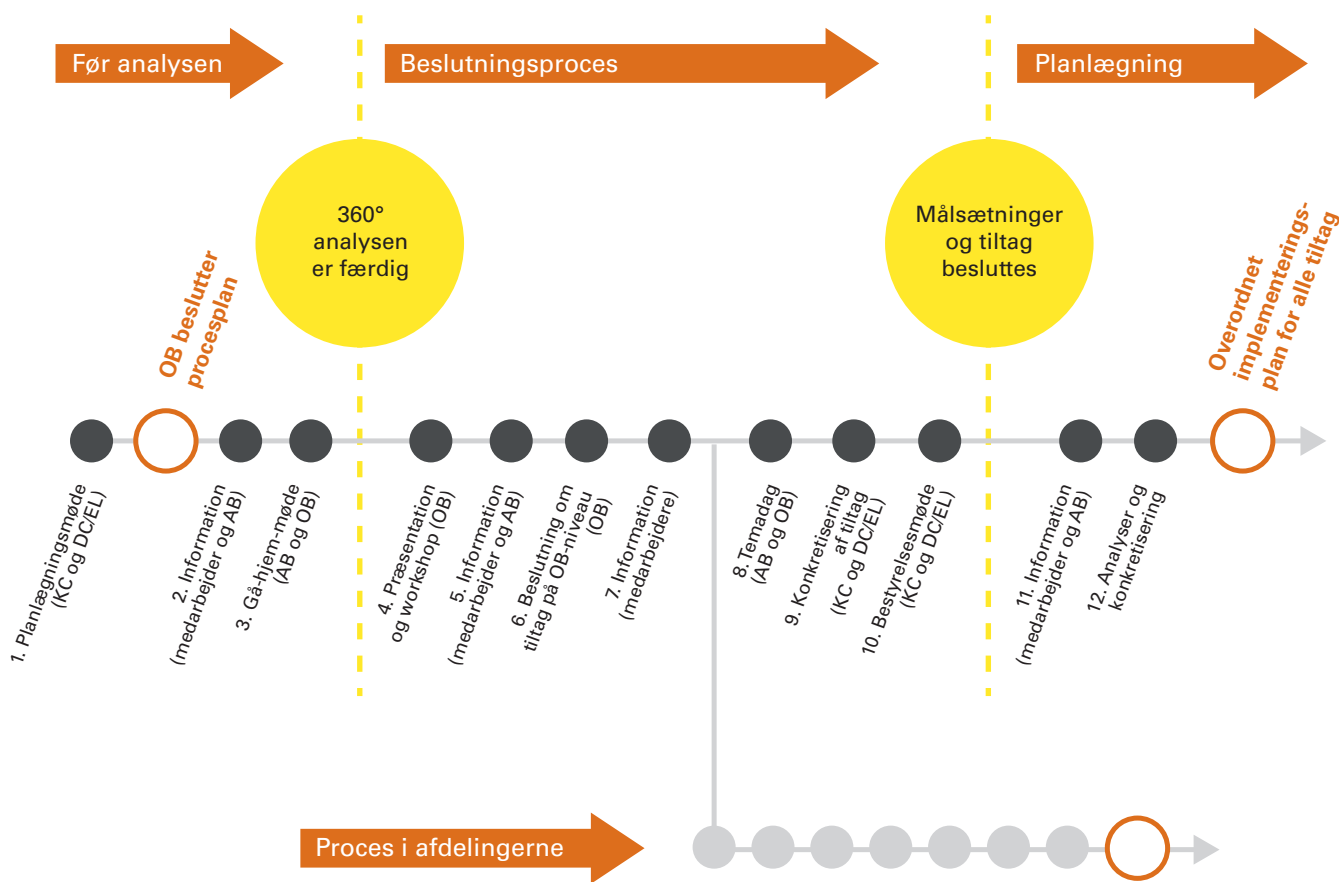 Før analysen
Beslutningsproces
Planlægning
360°
analysen
er færdig
Målsætninger
og tiltag
besluttes
OB beslutter
procesplan
Overordnet
implementerings-
plan for alle tiltag
1. Planlægningsmøde
(KC og DC/EL)
2. Information
(medarbejder og AB)
3. Gå-hjem-møde
(AB og OB)
4. Præsentation
og workshop (OB)
5. Information
(medarbejder og AB)
6. Beslutning om
tiltag på OB-niveau
(OB)
7. Information
(medarbejdere)
8. Temadag
(AB og OB)
9. Konkretisering
af tiltag
(KC og DC/EL)
10. Bestyrelsesmøde
(KC og DC/EL)
11. Information
(medarbejder og AB)
12. Analyser og
konkretisering
Proces i afdelingerne